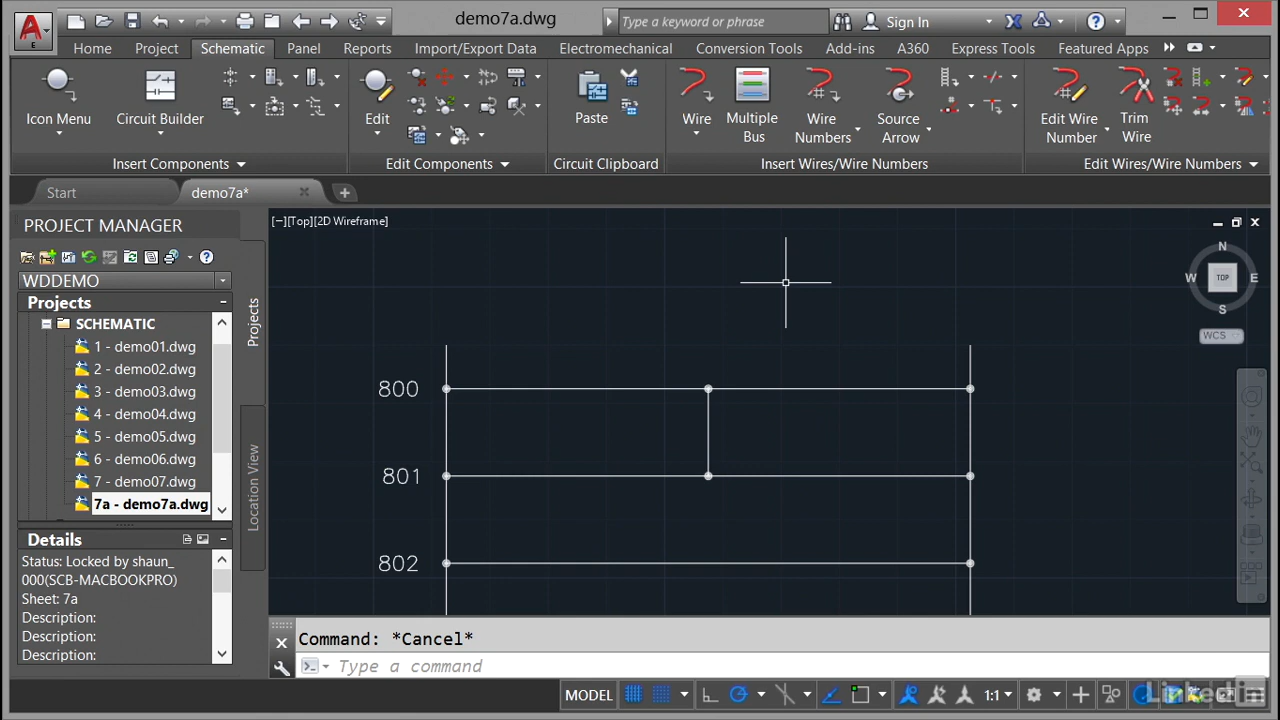 demo7a.dwg
Type a keyword or phrase
Sign In
E
Home Project Schematic Panel Reports Import/Export Data Electromechanical Conversion Tools Add-ins A360 Express Tools Featured Apps
Icon Menu
Circuit Builder
Edit
Paste
Wire
Multiple
Bus
Wire
Numbers
Source
Arrow
Edit Wire
Number
Trim
Wire
Insert Components
Edit Components
Circuit Clipboard
Insert Wires/Wire Numbers
Edit Wires/Wire Numbers
Start
demo7a*
PROJECT MANAGER
[−][Top][2D Wireframe]
WDDEMO
Projects
SCHEMATIC
1 - demo01.dwg
2 - demo02.dwg
3 - demo03.dwg
4 - demo04.dwg
5 - demo05.dwg
6 - demo06.dwg
7 - demo07.dwg
7a - demo7a.dwg
Details
Status: Locked by shaun_
000(SCB-MACBOOKPRO)
Sheet: 7a
Description:
Description:
Description:
Projects
Location View
800
801
802
N
W TOP E
S
WCS
Command: *Cancel*
Type a command
MODEL
1:1
LinkedIn